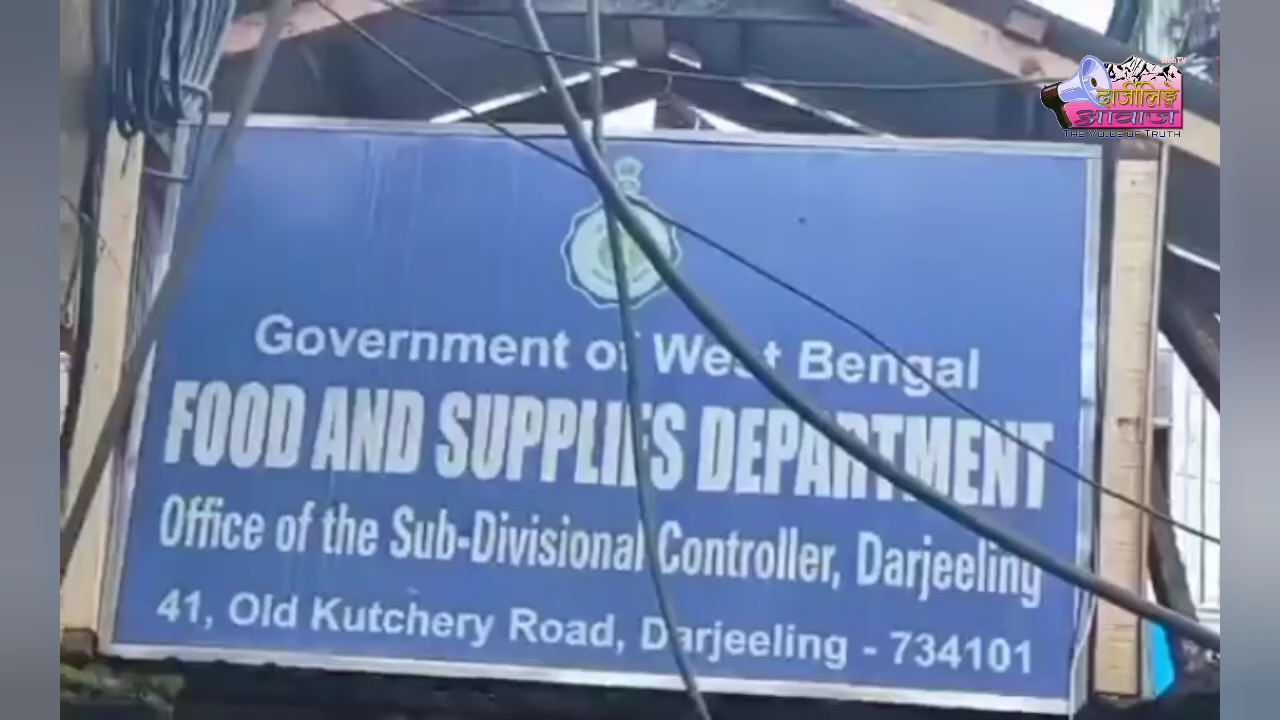 Government of West Bengal
FOOD AND SUPPLIES DEPARTMENT
Office of the Sub-Divisional Controller, Darjeeling
41, Old Kutchery Road, Darjeeling - 734101
WebTV
दार्जीलिङ्गे
आवाज
THE VOICE OF TRUTH